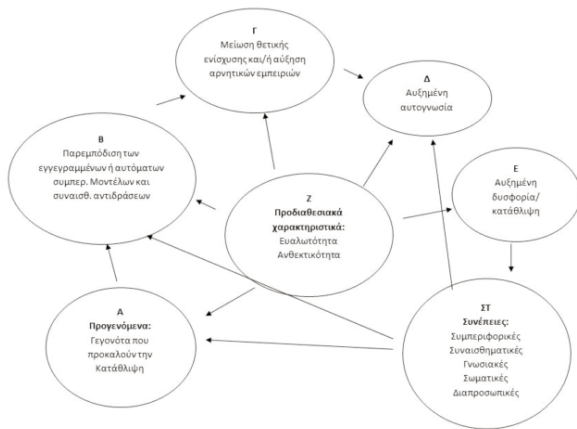 Γ
Μείωση θετικής
ενίσχυσης και/ή αύξηση
αρνητικών εμπειριών
Δ
Αυξημένη
αυτογνωσία
Β
Παρεμπόδιση των
εγγεγραμμένων ή αυτόματων
συμπερ. Μοντέλων και
συναισθ. αντιδράσεων
Ζ
Προδιαθεσιακά
χαρακτηριστικά:
Ευαλωτότητα
Ανθεκτικότητα
Ε
Αυξημένη
δυσφορία/
κατάθλιψη
Α
Προγενόμενα:
Γεγονότα που
προκαλούν την
Κατάθλιψη
ΣΤ
Συνέπειες:
Συμπεριφορικές
Συναισθηματικές
Γνωσιακές
Σωματικές
Διαπροσωπικές